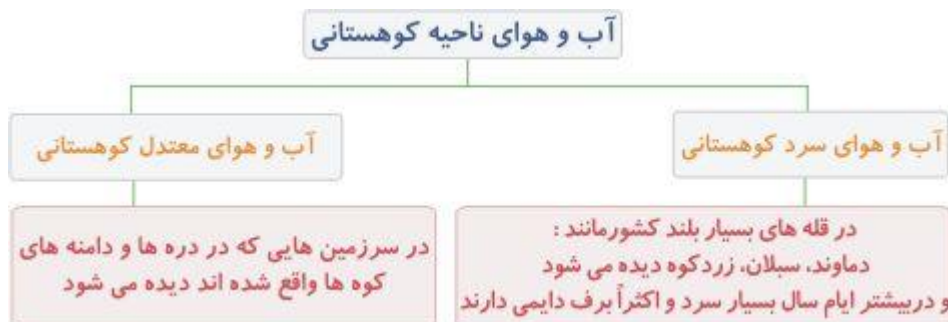 آب و هوای ناحیه کوهستانی
آب و هوای سرد کوهستانی
آب و هوای معتدل کوهستانی
در قله های بسیار بلند کشورمانند :
دماوند، سبلان، زردکوه دیده می شود
و دربیشتر ایام سال بسیار سرد و اکثراً برف دایمی دارند
در سرزمین هایی که در دره ها و دامنه های
کوه ها واقع شده اند دیده می شود